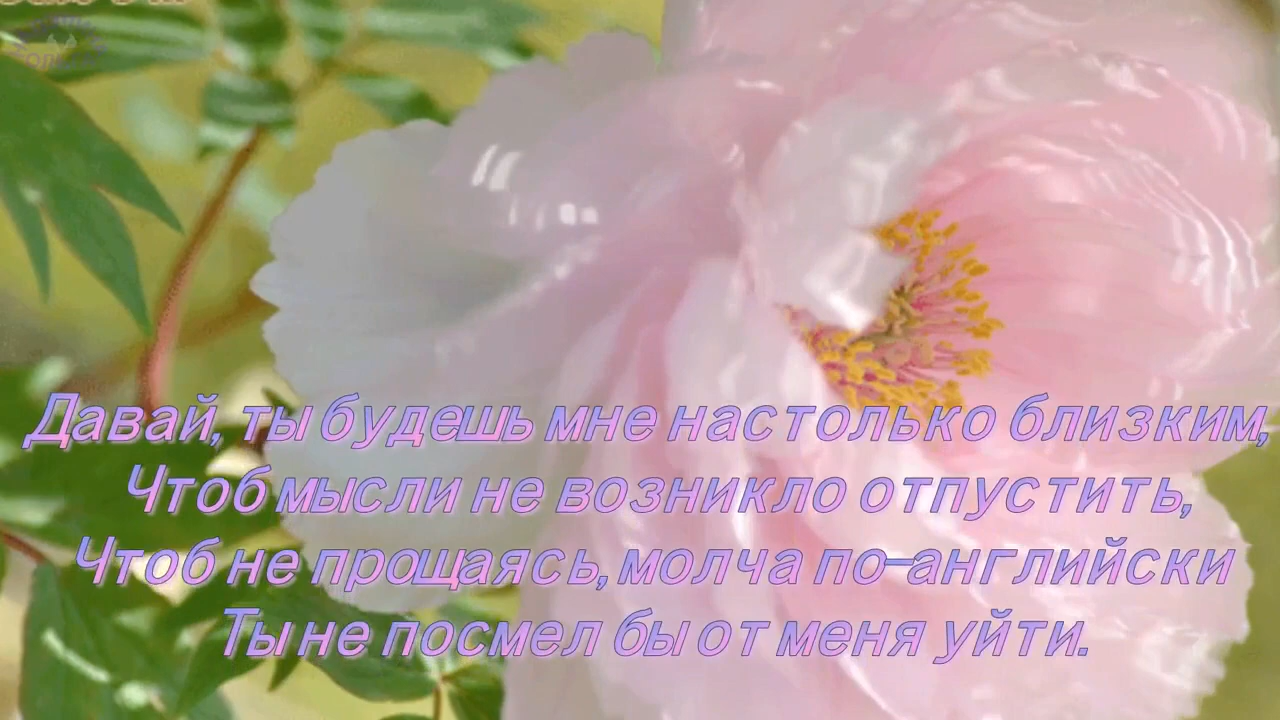 Давай, ты будешь мне настолько близким,
Чтоб мысли не возникло отпустить,
Чтоб не прощаясь, молча по-английски
Ты не посмел бы от меня уйти.